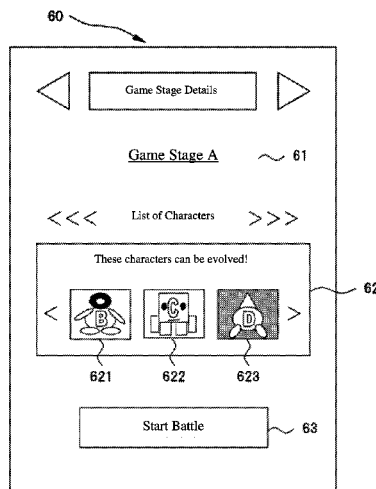 60
Game Stage Details
Game Stage A
61
<<< List of Characters >>>
These characters can be evolved!
62
< B C D >
621 622 623
Start Battle
63